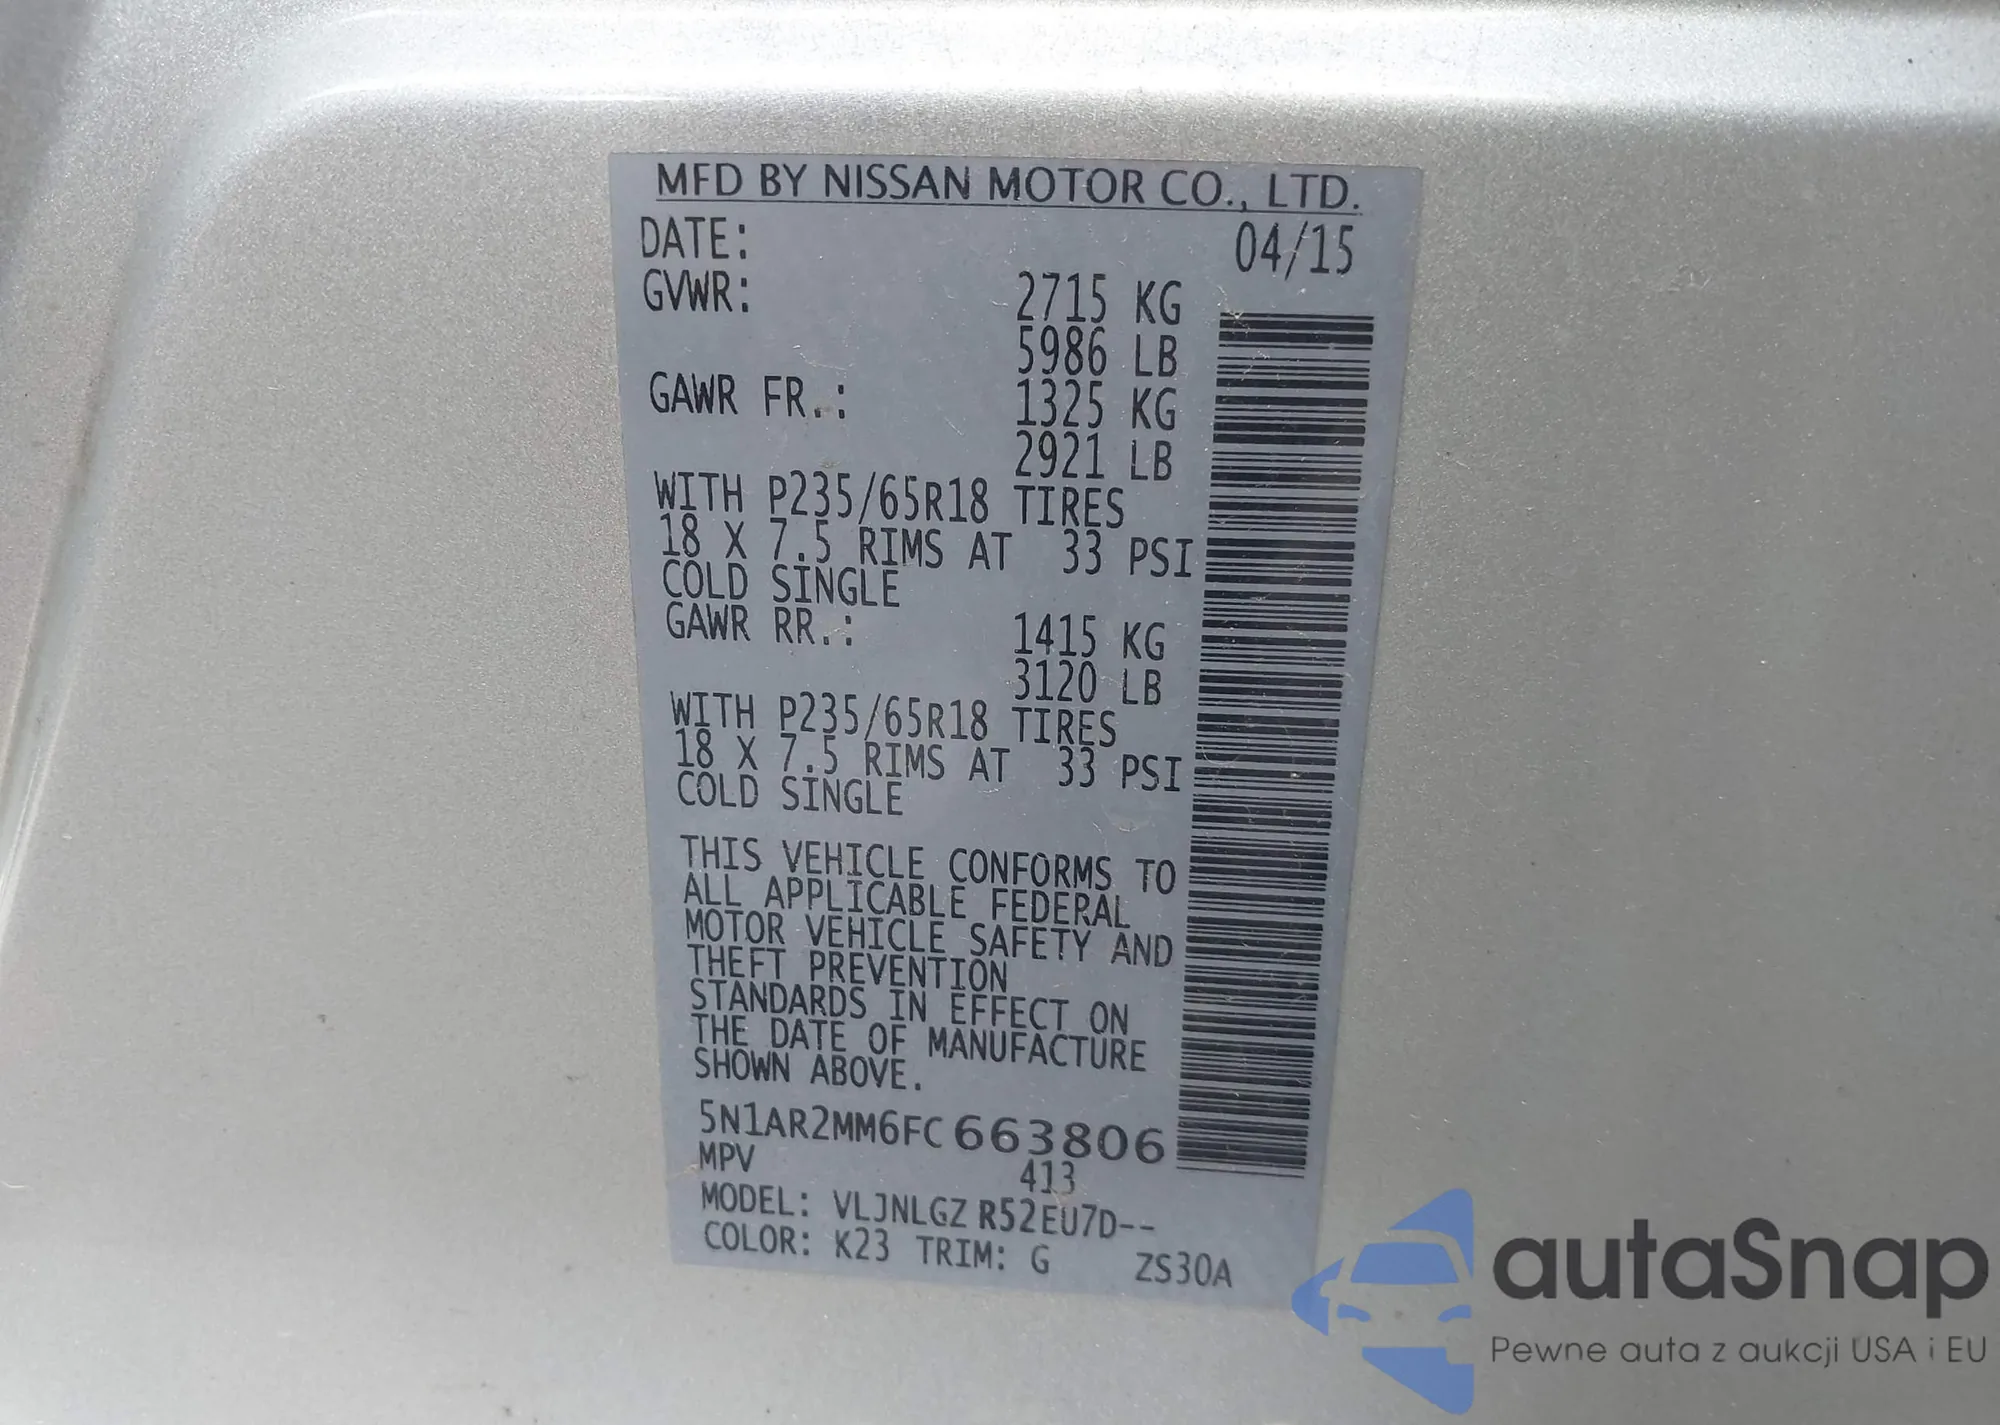 MFD BY NISSAN MOTOR CO., LTD.
DATE: 04/15
GVWR: 2715 KG
5986 LB
GAWR FR.: 1325 KG
2921 LB
WITH P235/65R18 TIRES
18 X 7.5 RIMS AT 33 PSI
COLD SINGLE
GAWR RR.: 1415 KG
3120 LB
WITH P235/65R18 TIRES
18 X 7.5 RIMS AT 33 PSI
COLD SINGLE
THIS VEHICLE CONFORMS TO
ALL APPLICABLE FEDERAL
MOTOR VEHICLE SAFETY AND
THEFT PREVENTION
STANDARDS IN EFFECT ON
THE DATE OF MANUFACTURE
SHOWN ABOVE.
5N1AR2MM6FC663806
MPV 413
MODEL: VLJNLGZ R52EU7D--
COLOR: K23 TRIM: G ZS30A
autoSnap
Pewne auta z aukcji USA i EU